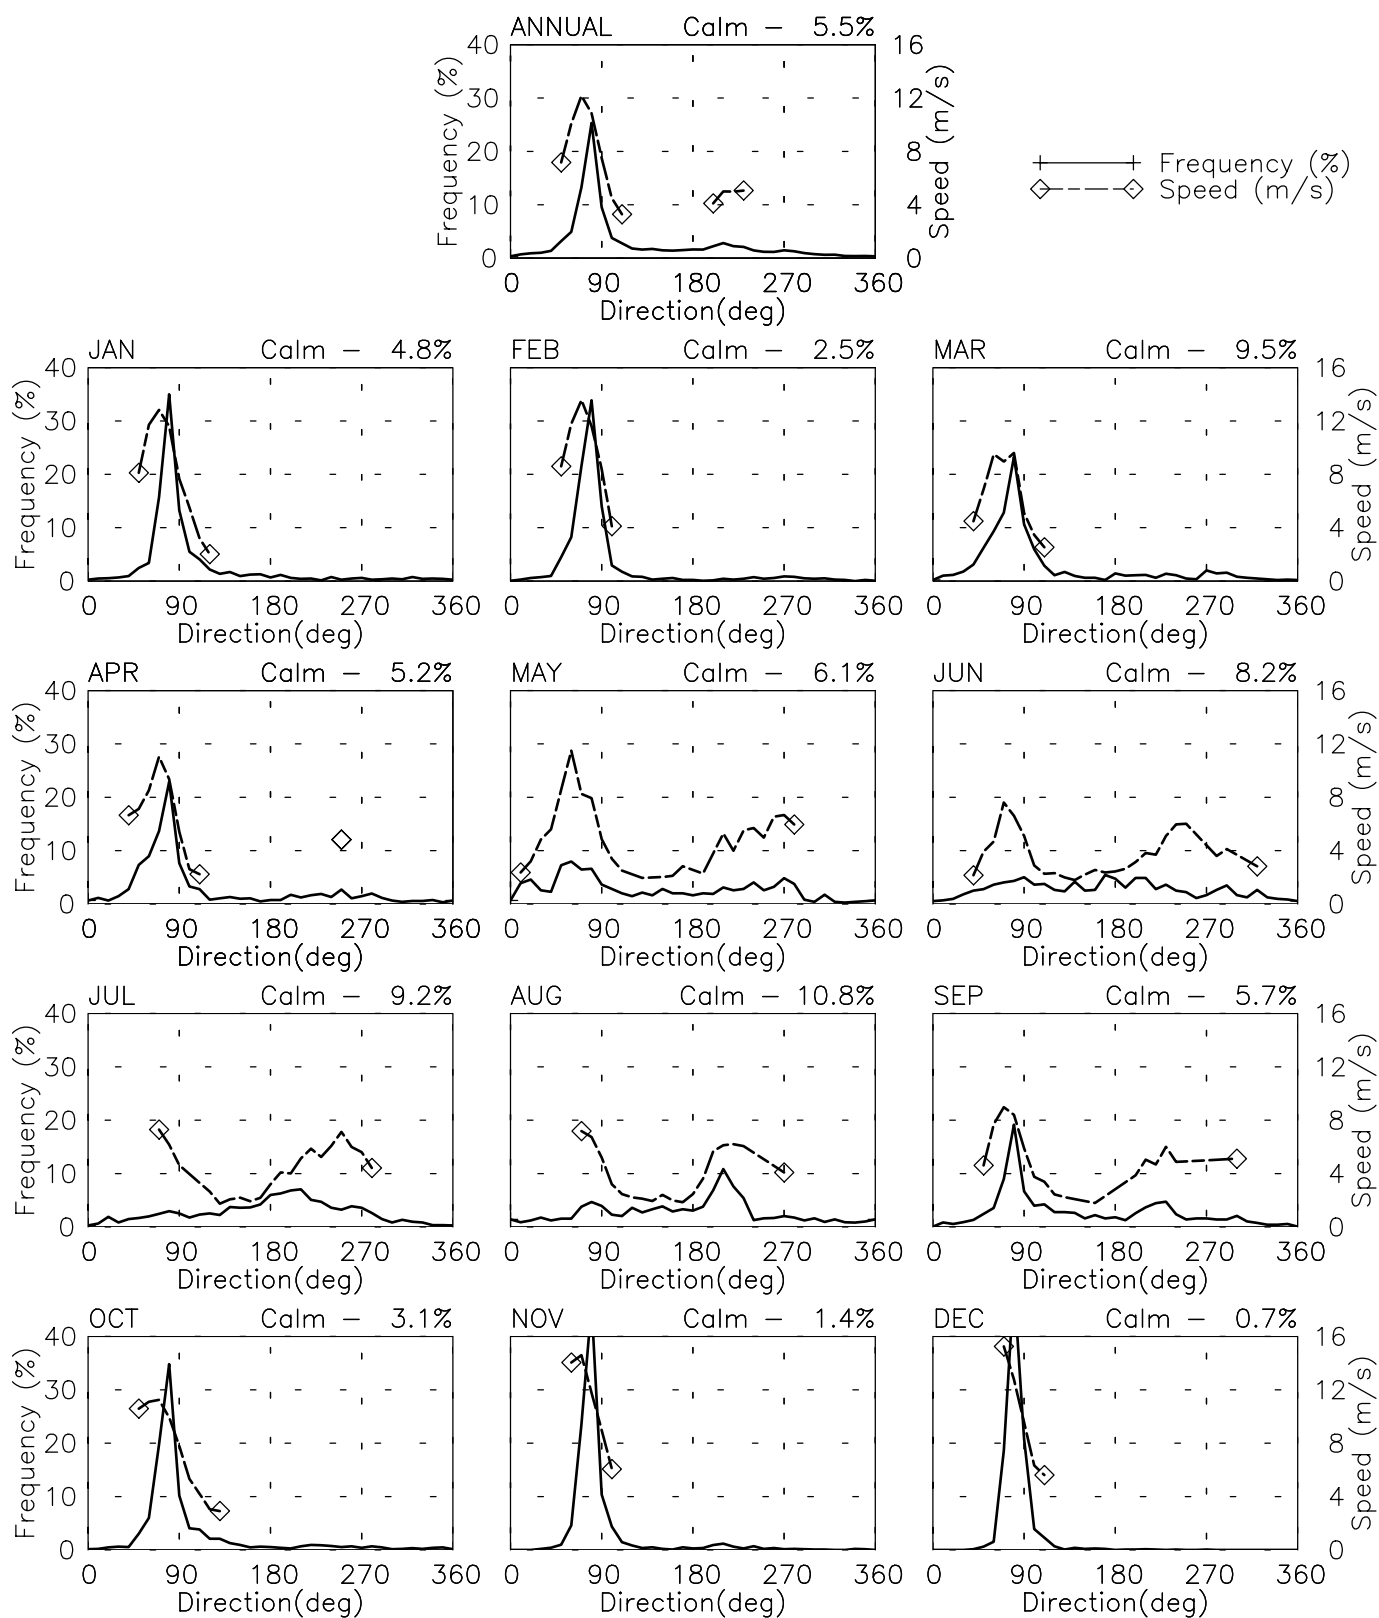 ANNUAL Calm – 5.5%
40 30 20 10 0
Frequency (%)
16 12 8 4 0
Speed (m/s)
0 90 180 270 360
Direction(deg)
Frequency (%)
Speed (m/s)
JAN Calm – 4.8%
40 30 20 10 0
Frequency (%)
0 90 180 270 360
Direction(deg)
FEB Calm – 2.5%
0 90 180 270 360
Direction(deg)
MAR Calm – 9.5%
16 12 8 4 0
Speed (m/s)
0 90 180 270 360
Direction(deg)
APR Calm – 5.2%
40 30 20 10 0
Frequency (%)
0 90 180 270 360
Direction(deg)
MAY Calm – 6.1%
0 90 180 270 360
Direction(deg)
JUN Calm – 8.2%
16 12 8 4 0
Speed (m/s)
0 90 180 270 360
Direction(deg)
JUL Calm – 9.2%
40 30 20 10 0
Frequency (%)
0 90 180 270 360
Direction(deg)
AUG Calm – 10.8%
0 90 180 270 360
Direction(deg)
SEP Calm – 5.7%
16 12 8 4 0
Speed (m/s)
0 90 180 270 360
Direction(deg)
OCT Calm – 3.1%
40 30 20 10 0
Frequency (%)
0 90 180 270 360
Direction(deg)
NOV Calm – 1.4%
0 90 180 270 360
Direction(deg)
DEC Calm – 0.7%
16 12 8 4 0
Speed (m/s)
0 90 180 270 360
Direction(deg)